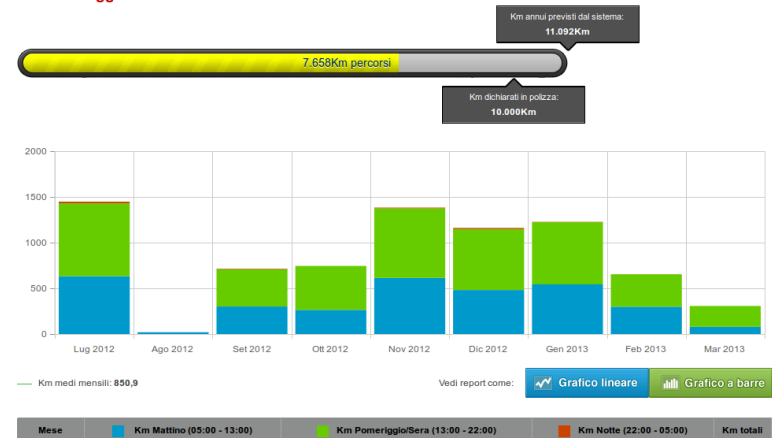 Km annui previsti dal sistema:
11.092Km
7.658Km percorsi
Km dichiarati in polizza:
10.000Km
2000
1500
1000
500
0
Lug 2012 Ago 2012 Set 2012 Ott 2012 Nov 2012 Dic 2012 Gen 2013 Feb 2013 Mar 2013
Km medi mensili: 850,9 Vedi report come: Grafico lineare Grafico a barre
Mese Km Mattino (05:00 - 13:00) Km Pomeriggio/Sera (13:00 - 22:00) Km Notte (22:00 - 05:00) Km totali